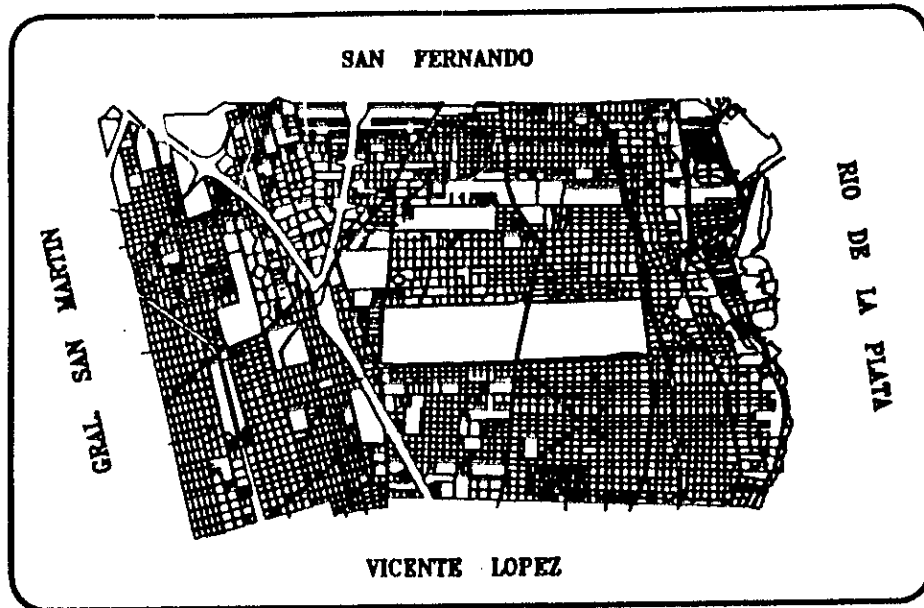 SAN FERNANDO
GRAL. SAN MARTIN
RIO DE LA PLATA
VICENTE LOPEZ